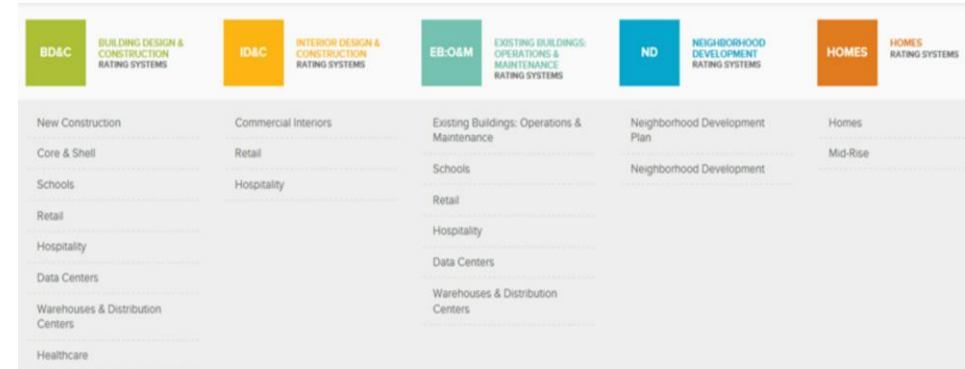 BD&C
BUILDING DESIGN &
CONSTRUCTION
RATING SYSTEMS
New Construction
Core & Shell
Schools
Retail
Hospitality
Data Centers
Warehouses & Distribution
Centers
Healthcare
ID&C
INTERIOR DESIGN &
CONSTRUCTION
RATING SYSTEMS
Commercial Interiors
Retail
Hospitality
EB:O&M
EXISTING BUILDINGS:
OPERATIONS &
MAINTENANCE
RATING SYSTEMS
Existing Buildings: Operations &
Maintenance
Schools
Retail
Hospitality
Data Centers
Warehouses & Distribution
Centers
ND
NEIGHBORHOOD
DEVELOPMENT
RATING SYSTEMS
Neighborhood Development
Plan
Neighborhood Development
HOMES
HOMES
RATING SYSTEMS
Homes
Mid-Rise